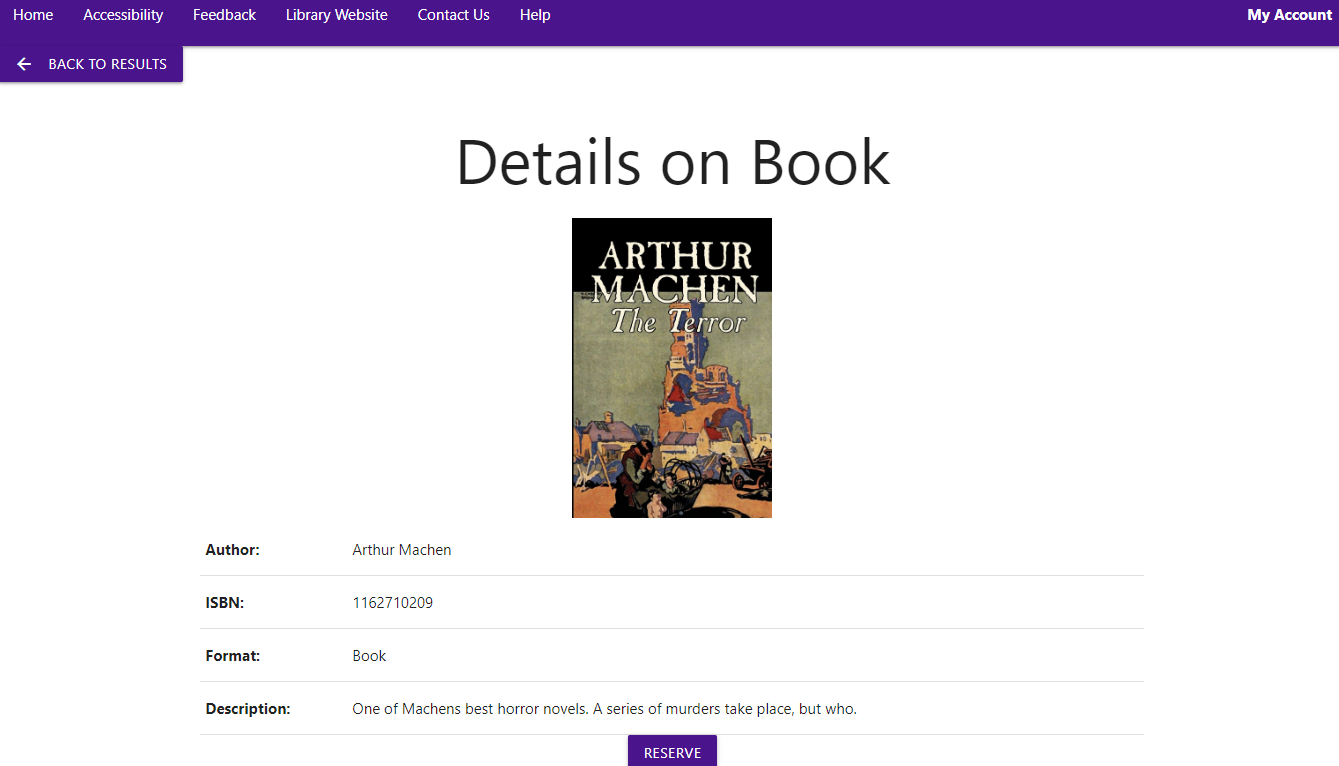 Home Accessibility Feedback Library Website Contact Us Help My Account
BACK TO RESULTS
Details on Book
ARTHUR
MACHEN
The Terror
Author: Arthur Machen
ISBN: 1162710209
Format: Book
Description: One of Machens best horror novels. A series of murders take place, but who.
RESERVE